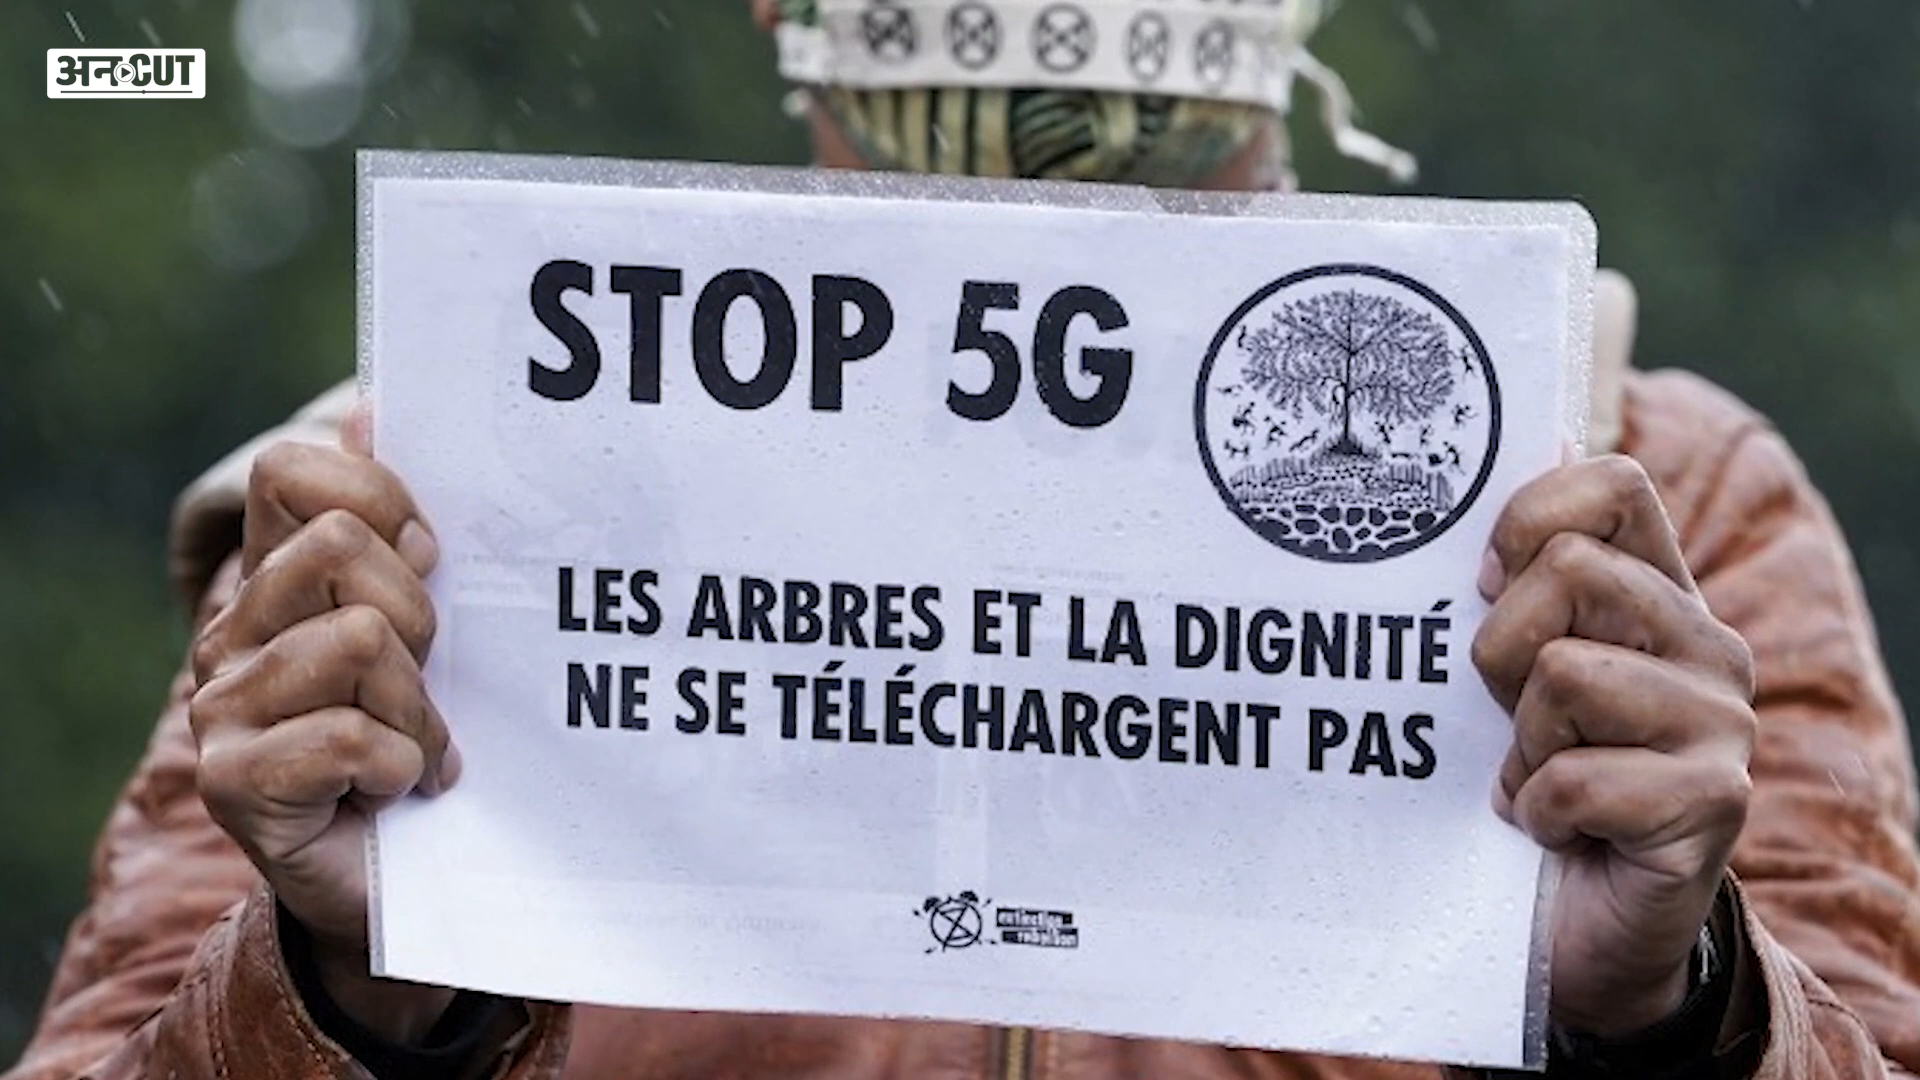 अनCUT
STOP 5G
LES ARBRES ET LA DIGNITÉ
NE SE TÉLÉCHARGENT PAS
extinction
rebellion